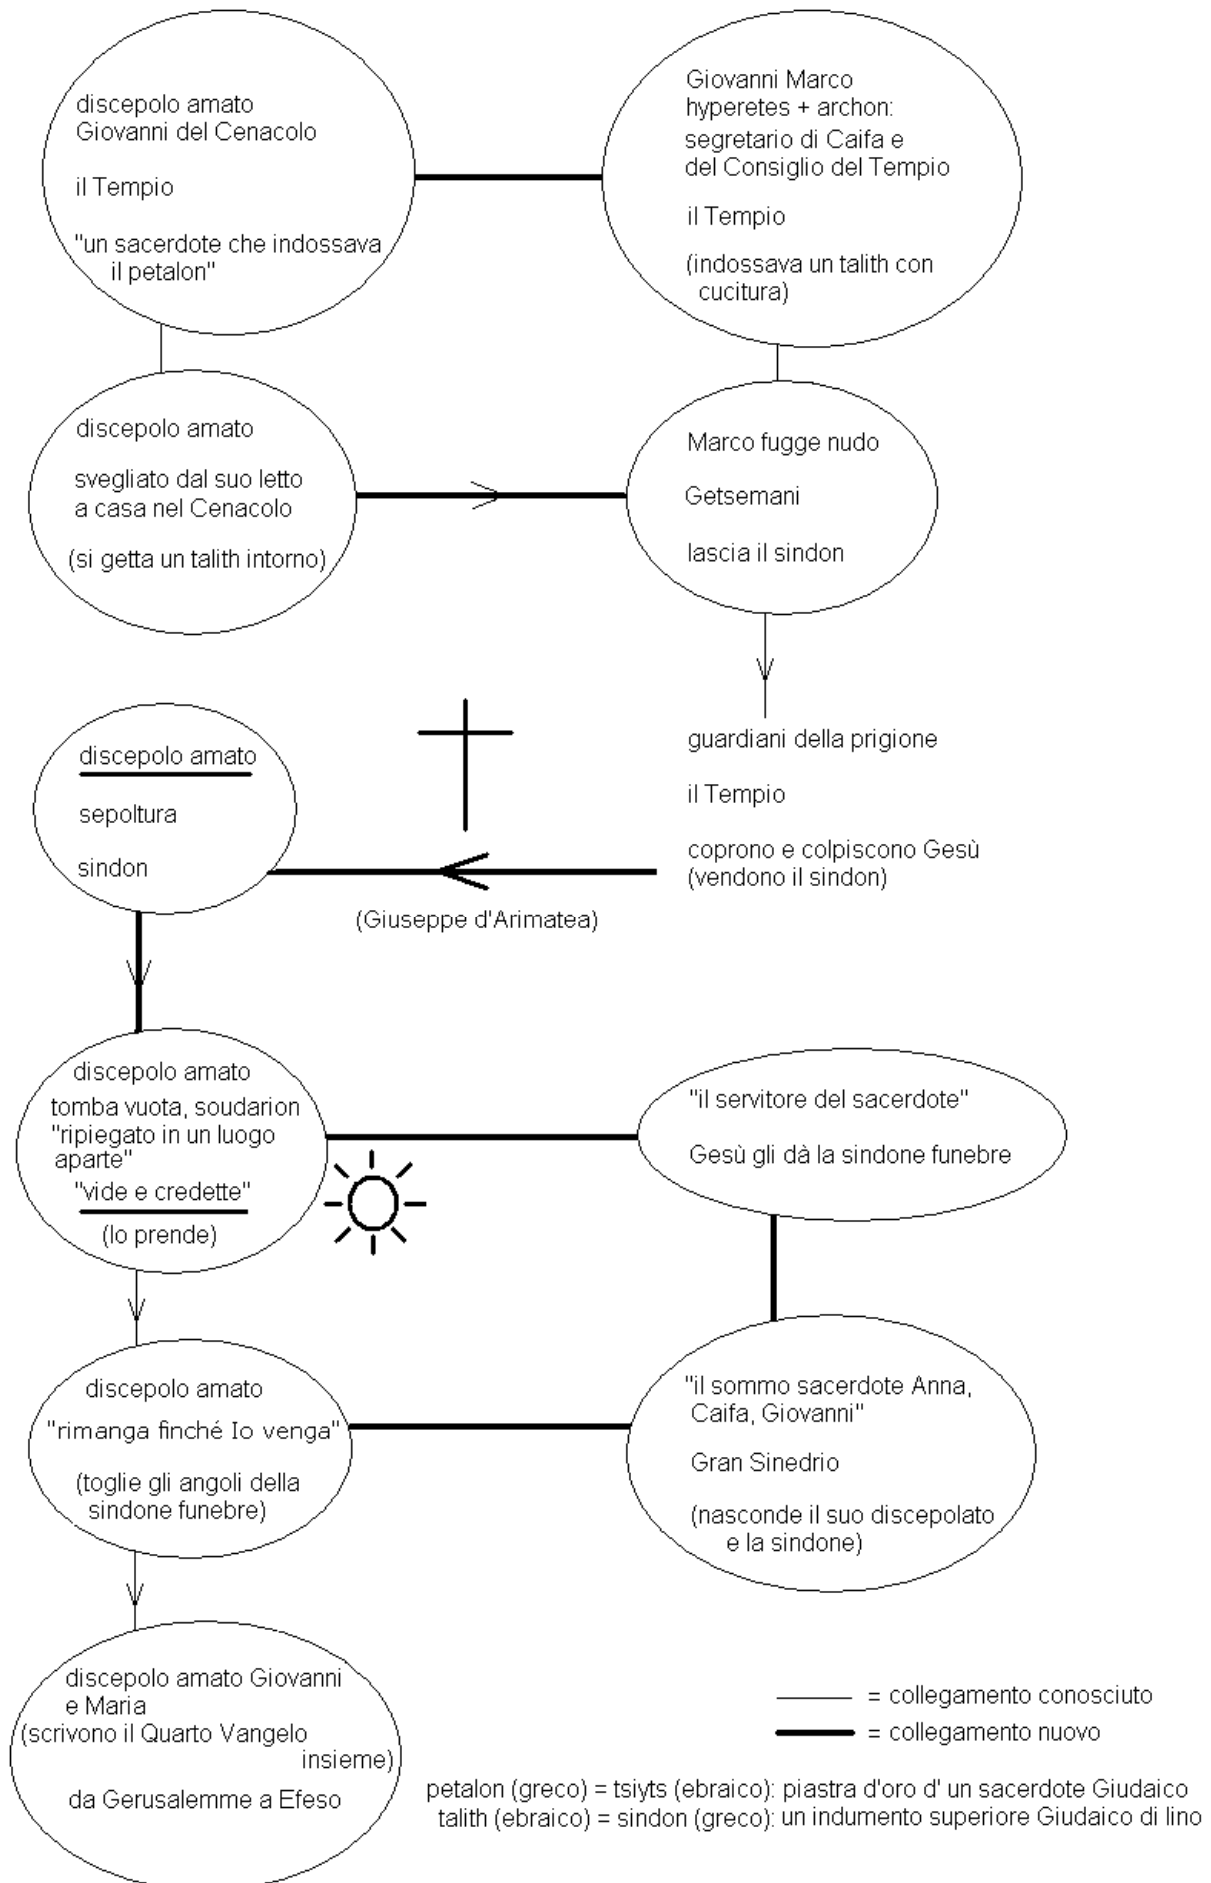 discepolo amato
Giovanni del Cenacolo
il Tempio
"un sacerdote che indossava
il petalon"
Giovanni Marco
hyperetes + archon:
segretario di Caifa e
del Consiglio del Tempio
il Tempio
(indossava un talith con
cucitura)
discepolo amato
svegliato dal suo letto
a casa nel Cenacolo
(si getta un talith intorno)
Marco fugge nudo
Getsemani
lascia il sindon
guardiani della prigione
il Tempio
coprono e colpiscono Gesù
(vendono il sindon)
discepolo amato
sepoltura
sindon
(Giuseppe d'Arimatea)
discepolo amato
tomba vuota, soudarion
"ripiegato in un luogo
aparte"
"vide e credette"
(lo prende)
"il servitore del sacerdote"
Gesù gli dà la sindone funebre
discepolo amato
"rimanga finché Io venga"
(toglie gli angoli della
sindone funebre)
"il sommo sacerdote Anna,
Caifa, Giovanni"
Gran Sinedrio
(nasconde il suo discepolato
e la sindone)
discepolo amato Giovanni
e Maria
(scrivono il Quarto Vangelo
insieme)
da Gerusalemme a Efeso
= collegamento conosciuto
= collegamento nuovo
petalon (greco) = tsiyts (ebraico): piastra d'oro d' un sacerdote Giudaico
talith (ebraico) = sindon (greco): un indumento superiore Giudaico di lino